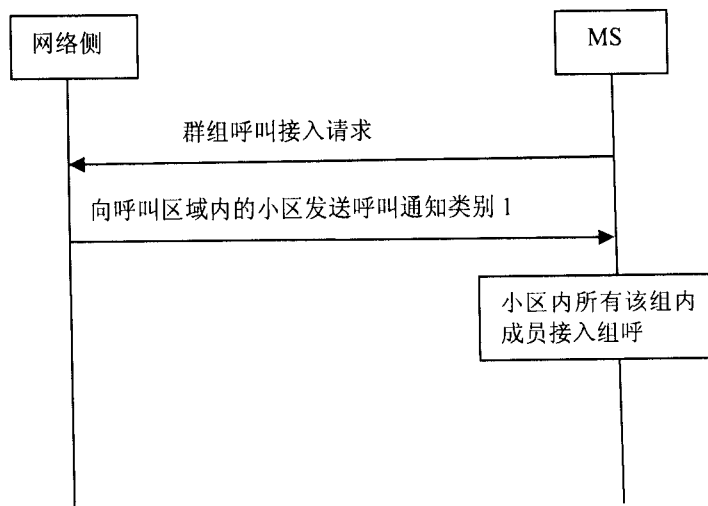 网络侧
MS
群组呼叫接入请求
向呼叫区域内的小区发送呼叫通知类别 1
小区内所有该组内
成员接入组呼